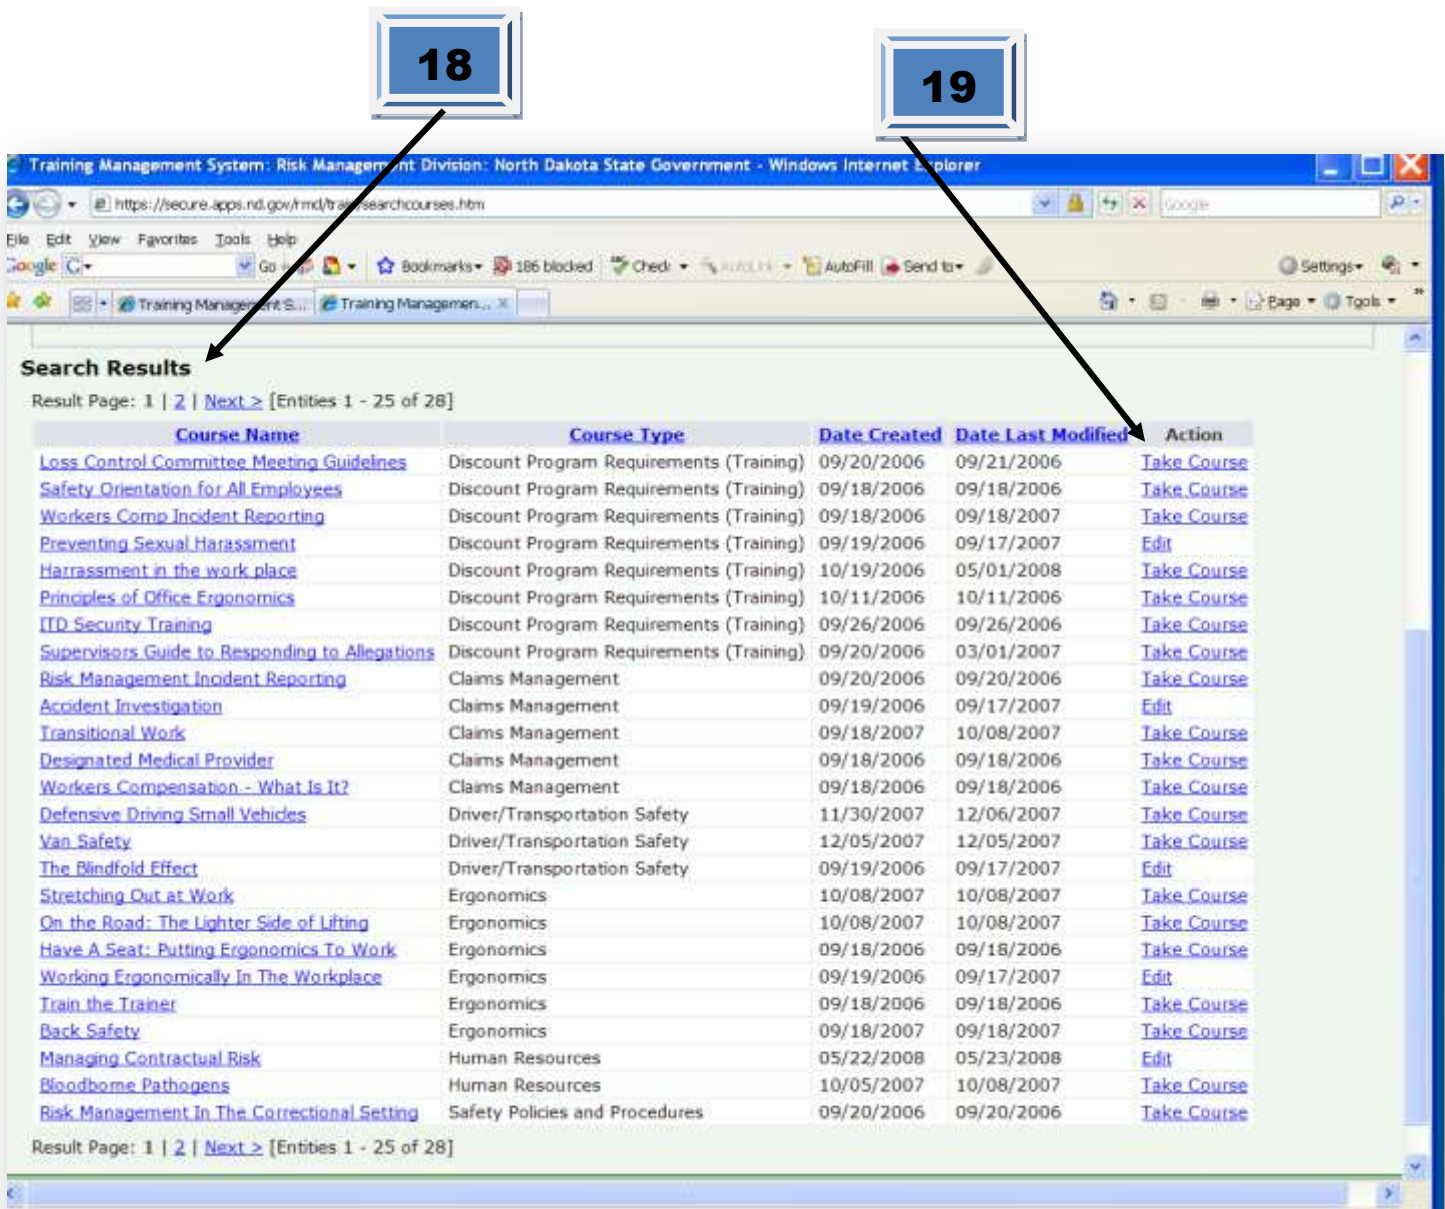 18
19
Training Management System: Risk Management Division: North Dakota State Government - Windows Internet Explorer
https://secure.apps.nd.gov/rmd/train/searchcourses.htm Google
File Edit View Favorites Tools Help
Google Go Bookmarks 186 blocked Check AutoLink AutoFill Send to Settings
Training Management S... Training Managemen... Page Tools
Search Results
Result Page: 1 | 2 | Next > [Entities 1 - 25 of 28]
Course Name Course Type Date Created Date Last Modified Action
Loss Control Committee Meeting Guidelines Discount Program Requirements (Training) 09/20/2006 09/21/2006 Take Course
Safety Orientation for All Employees Discount Program Requirements (Training) 09/18/2006 09/18/2006 Take Course
Workers Comp Incident Reporting Discount Program Requirements (Training) 09/18/2006 09/18/2007 Take Course
Preventing Sexual Harassment Discount Program Requirements (Training) 09/19/2006 09/17/2007 Edit
Harrassment in the work place Discount Program Requirements (Training) 10/19/2006 05/01/2008 Take Course
Principles of Office Ergonomics Discount Program Requirements (Training) 10/11/2006 10/11/2006 Take Course
ITD Security Training Discount Program Requirements (Training) 09/26/2006 09/26/2006 Take Course
Supervisors Guide to Responding to Allegations Discount Program Requirements (Training) 09/20/2006 03/01/2007 Take Course
Risk Management Incident Reporting Claims Management 09/20/2006 09/20/2006 Take Course
Accident Investigation Claims Management 09/19/2006 09/17/2007 Edit
Transitional Work Claims Management 09/18/2007 10/08/2007 Take Course
Designated Medical Provider Claims Management 09/18/2006 09/18/2006 Take Course
Workers Compensation - What Is It? Claims Management 09/18/2006 09/18/2006 Take Course
Defensive Driving Small Vehicles Driver/Transportation Safety 11/30/2007 12/06/2007 Take Course
Van Safety Driver/Transportation Safety 12/05/2007 12/05/2007 Take Course
The Blindfold Effect Driver/Transportation Safety 09/19/2006 09/17/2007 Edit
Stretching Out at Work Ergonomics 10/08/2007 10/08/2007 Take Course
On the Road: The Lighter Side of Lifting Ergonomics 10/08/2007 10/08/2007 Take Course
Have A Seat: Putting Ergonomics To Work Ergonomics 09/18/2006 09/18/2006 Take Course
Working Ergonomically In The Workplace Ergonomics 09/19/2006 09/17/2007 Edit
Train the Trainer Ergonomics 09/18/2006 09/18/2006 Take Course
Back Safety Ergonomics 09/18/2007 09/18/2007 Take Course
Managing Contractual Risk Human Resources 05/22/2008 05/23/2008 Edit
Bloodborne Pathogens Human Resources 10/05/2007 10/08/2007 Take Course
Risk Management In The Correctional Setting Safety Policies and Procedures 09/20/2006 09/20/2006 Take Course
Result Page: 1 | 2 | Next > [Entities 1 - 25 of 28]